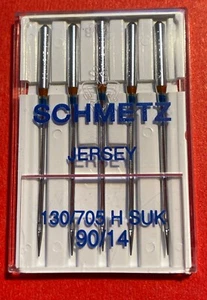 SCHMETZ
JERSEY
130/705 H SUK
90/14